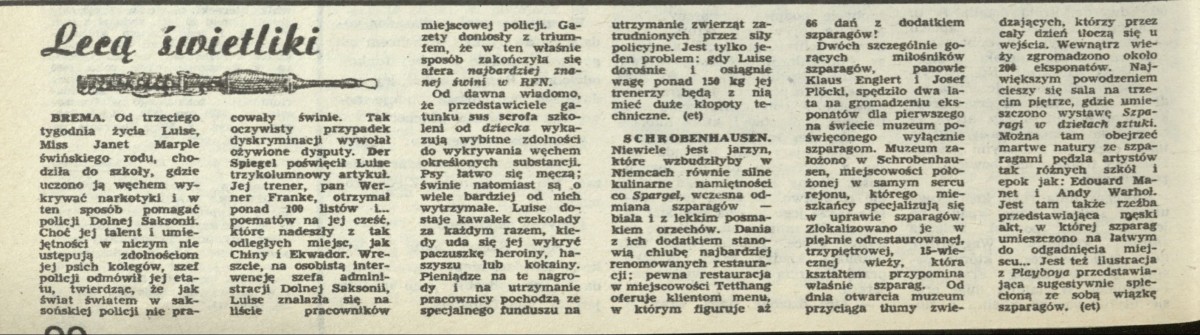 Lecą świetliki
BREMA. Od trzeciego
tygodnia życia Luise,
Miss Janet Marple
świńskiego rodu, cho-
dziła do szkoły, gdzie
uczono ją węchem wy-
krywać narkotyki i w
ten sposób pomagać
policji Dolnej Saksonii.
Choć jej talent i umie-
jętności w niczym nie
ustępują zdolnościom
jej psich kolegów, szef
policji odmówił jej eta-
tu, twierdząc, że jak
świat światem w sak-
sońskiej policji nie pra-
cowały świnie. Tak
oczywisty przypadek
dyskryminacji wywołał
ożywione dysputy. Der
Spiegel poświęcił Luise
trzykolumnowy artykuł.
Jej trener, pan Wer-
ner Franke, otrzymał
ponad 100 listów i...
poematów na jej cześć,
które nadeszły z tak
odległych miejsc, jak
Chiny i Ekwador. Wre-
szcie, na osobistą inter-
wencję szefa admini-
stracji Dolnej Saksonii,
Luise znalazła się na
liście pracowników
miejscowej policji. Ga-
zety doniosły z trium-
fem, że w ten właśnie
sposób zakończyła się
afera najbardziej zna-
nej świni w RFN.
Od dawna wiadomo,
że przedstawiciele ga-
tunku sus scrofa szko-
leni od dziecka wyka-
zują wybitne zdolności
do wykrywania węchem
określonych substancji.
Psy łatwo się męczą;
świnie natomiast są o
wiele bardziej od nich
wytrzymałe. Luise do-
staje kawałek czekolady
za każdym razem, kie-
dy uda się jej wykryć
paczuszkę heroiny, ha-
szyszu lub kokainy.
Pieniądze na te nagro-
dy i na utrzymanie
pracownicy pochodzą ze
specjalnego funduszu na
utrzymanie zwierząt za-
trudnionych przez siły
policyjne. Jest tylko je-
den problem: gdy Luise
dorośnie i osiągnie
wagę ponad 150 kg jej
trenerzy będą z nią
mieć duże kłopoty te-
chniczne. (et)
SCHROBENHAUSEN.
Niewiele jest jarzyn,
które wzbudziłyby w
Niemcach równie silne
kulinarne namiętności
co Spargel, wczesna od-
miana szparagów —
biała i z lekkim posma-
kiem orzechów. Dania
z ich dodatkiem stano-
wią chlubę najbardziej
renomowanych restaura-
cji; pewna restauracja
w miejscowości Tetthang
oferuje klientom menu,
w którym figuruje aż
66 dań z dodatkiem
szparagów!
Dwóch szczególnie go-
rących miłośników
szparagów, panowie
Klaus Englert i Josef
Plöckl, spędziło dwa la-
ta na gromadzeniu eks-
ponatów dla pierwszego
na świecie muzeum po-
święconego wyłącznie
szparagom. Muzeum za-
łożono w Schrobenhau-
sen, miejscowości poło-
żonej w samym sercu
rejonu, którego mie-
szkańcy specjalizują się
w uprawie szparagów.
Zlokalizowano je w
pięknie odrestaurowanej,
trzypiętrowej, 15-wie-
cznej wieży, która
kształtem przypomina
właśnie szparag. Od
dnia otwarcia muzeum
przyciąga tłumy zwie-
dzających, którzy przez
cały dzień tłoczą się u
wejścia. Wewnątrz wie-
ży zgromadzono około
200 eksponatów. Naj-
większym powodzeniem
cieszy się sala na trze-
cim piętrze, gdzie umie-
szczono wystawę Szpa-
ragi w dziełach sztuki.
Można tam obejrzeć
martwe natury ze szpa-
ragami pędzla artystów
tak różnych szkół i
epok jak: Edouard Ma-
net i Andy Warhol.
Jest tam także rzeźba
przedstawiająca męski
akt, w której szparag
umieszczono na łatwym
do odgadnięcia miej-
scu... Jest też ilustracja
z Playboya przedstawia-
jąca sugestywnie sple-
cioną ze sobą wiązkę
szparagów. (et)